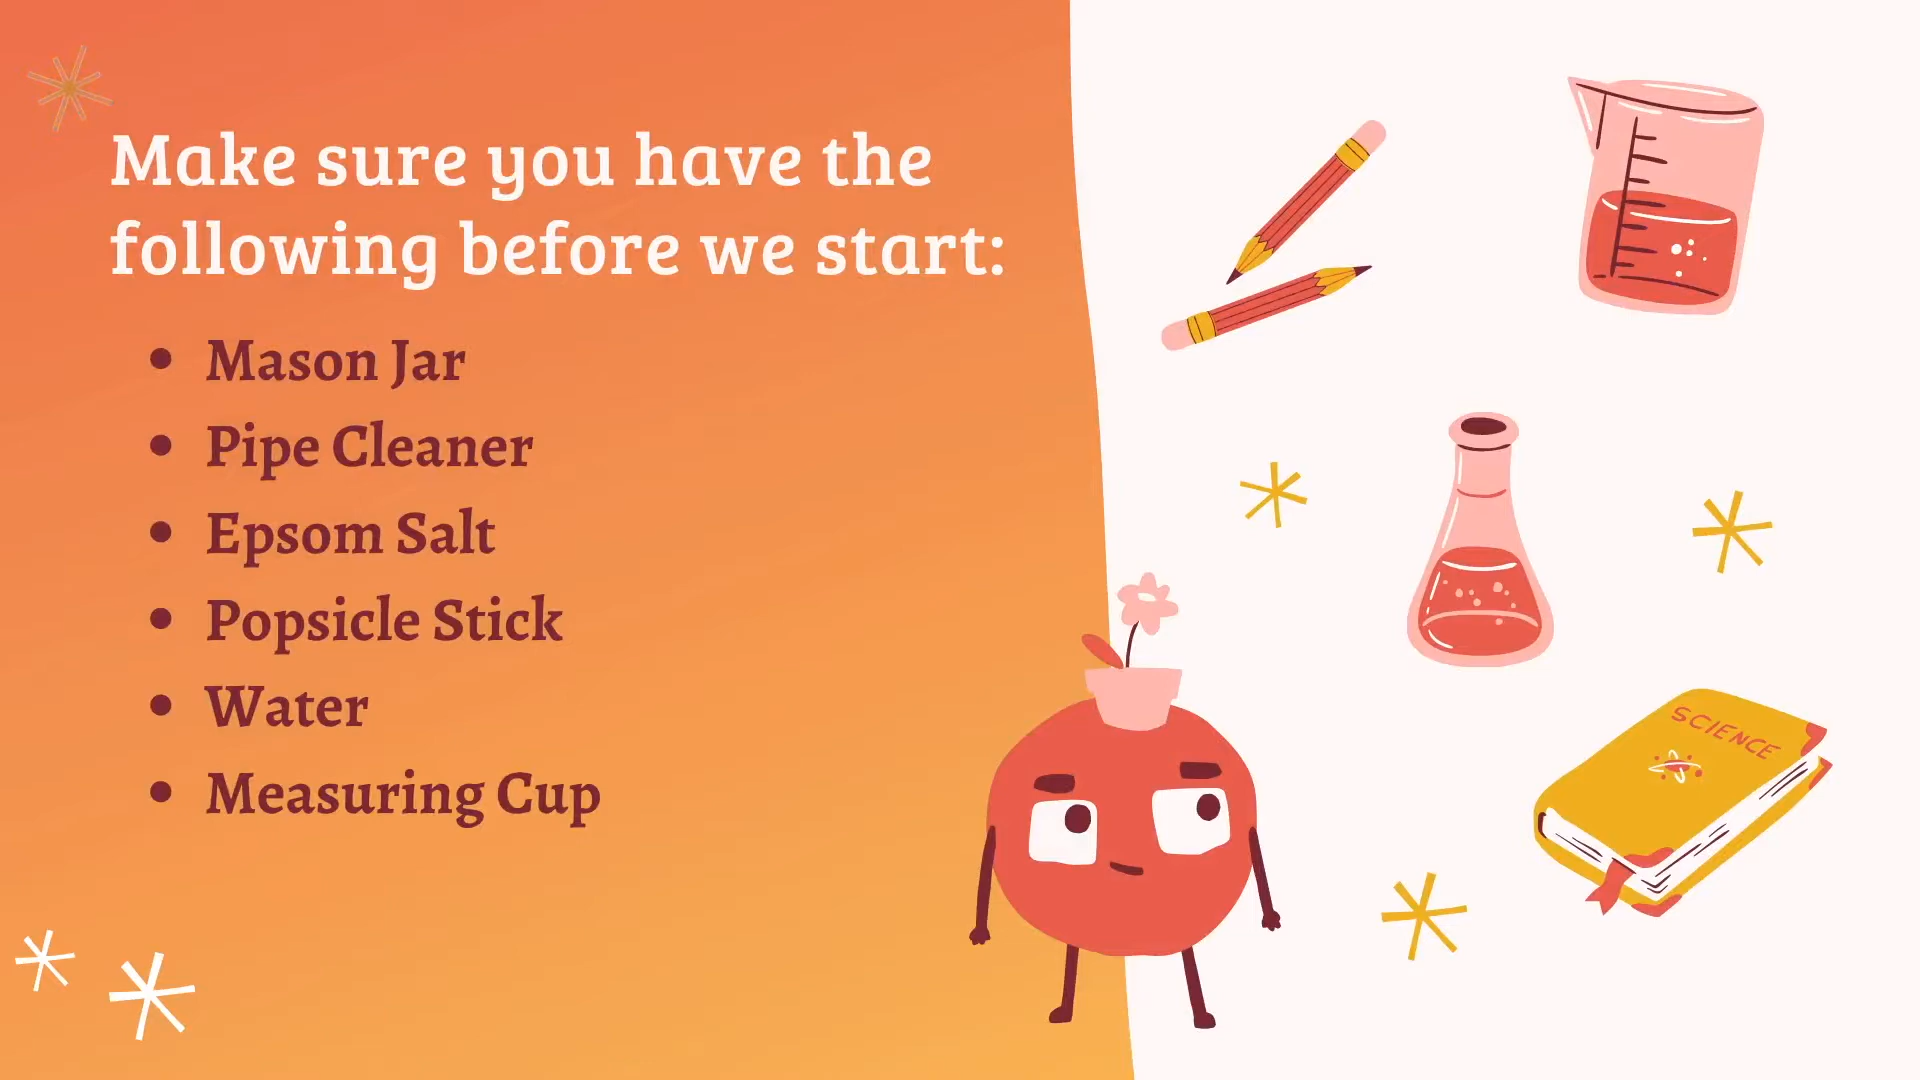 Make sure you have the
following before we start:
• Mason Jar
• Pipe Cleaner
• Epsom Salt
• Popsicle Stick
• Water
• Measuring Cup
SCIENCE